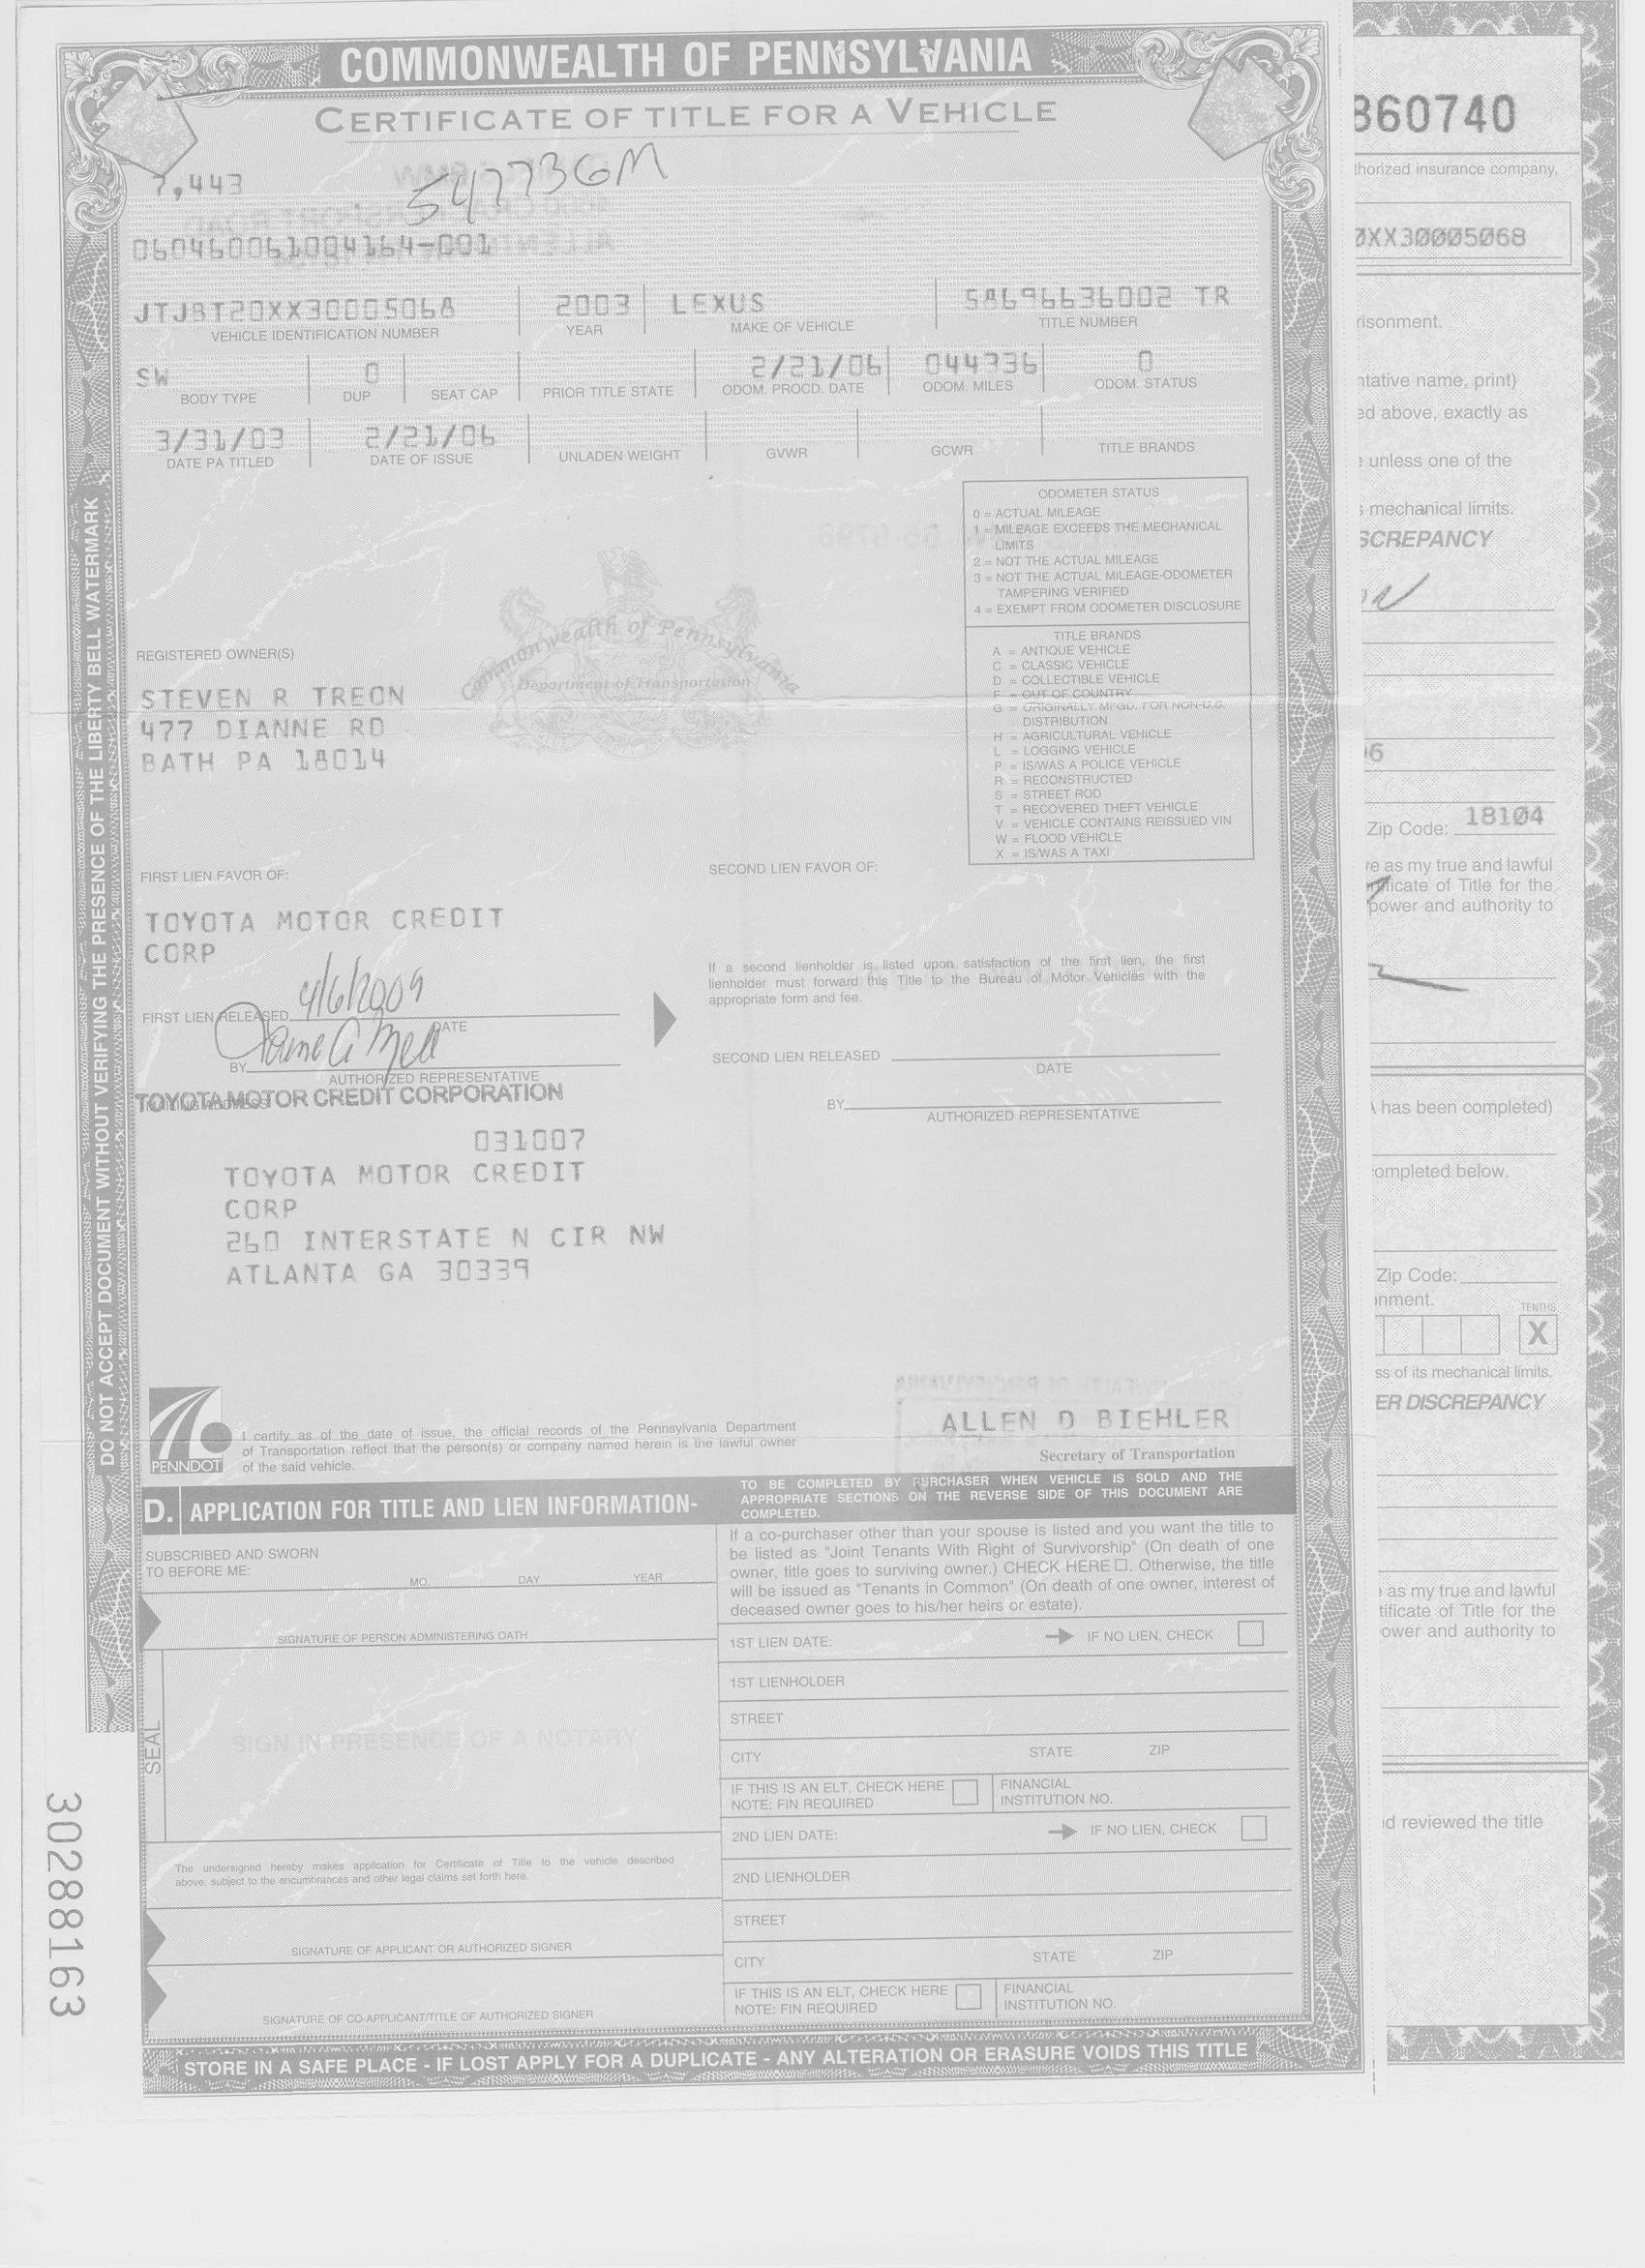 COMMONWEALTH OF PENNSYLVANIA
CERTIFICATE OF TITLE FOR A VEHICLE
7,443
547736M
060460061004164-001
JTJBT20XX30005068 2003 LEXUS 58696636002 TR
VEHICLE IDENTIFICATION NUMBER YEAR MAKE OF VEHICLE TITLE NUMBER
SW 0 2/21/06 044736 0
BODY TYPE DUP SEAT CAP PRIOR TITLE STATE ODOM. PROCD. DATE ODOM. MILES ODOM. STATUS
3/31/03 2/21/06
DATE PA TITLED DATE OF ISSUE UNLADEN WEIGHT GVWR GCWR TITLE BRANDS
ODOMETER STATUS
0 = ACTUAL MILEAGE
1 = MILEAGE EXCEEDS THE MECHANICAL
LIMITS
2 = NOT THE ACTUAL MILEAGE
3 = NOT THE ACTUAL MILEAGE-ODOMETER
TAMPERING VERIFIED
4 = EXEMPT FROM ODOMETER DISCLOSURE
TITLE BRANDS
A = ANTIQUE VEHICLE
C = CLASSIC VEHICLE
D = COLLECTIBLE VEHICLE
F = OUT OF COUNTRY
G = ORIGINALLY MFGD. FOR NON-U.S.
DISTRIBUTION
H = AGRICULTURAL VEHICLE
L = LOGGING VEHICLE
P = IS/WAS A POLICE VEHICLE
R = RECONSTRUCTED
S = STREET ROD
T = RECOVERED THEFT VEHICLE
V = VEHICLE CONTAINS REISSUED VIN
W = FLOOD VEHICLE
X = IS/WAS A TAXI
Commonwealth of Pennsylvania
Department of Transportation
REGISTERED OWNER(S)
STEVEN R TREON
477 DIANNE RD
BATH PA 18014
FIRST LIEN FAVOR OF:
SECOND LIEN FAVOR OF:
TOYOTA MOTOR CREDIT
CORP
If a second lienholder is listed upon satisfaction of the first lien, the first
lienholder must forward this Title to the Bureau of Motor Vehicles with the
appropriate form and fee.
FIRST LIEN RELEASED 4/6/2009
DATE
BY
AUTHORIZED REPRESENTATIVE
SECOND LIEN RELEASED
DATE
BY
AUTHORIZED REPRESENTATIVE
MAILING ADDRESS
TOYOTA MOTOR CREDIT CORPORATION
031007
TOYOTA MOTOR CREDIT
CORP
260 INTERSTATE N CIR NW
ATLANTA GA 30339
PENNDOT
I certify as of the date of issue, the official records of the Pennsylvania Department
of Transportation reflect that the person(s) or company named herein is the lawful owner
of the said vehicle.
ALLEN D BIEHLER
Secretary of Transportation
D. APPLICATION FOR TITLE AND LIEN INFORMATION-
TO BE COMPLETED BY PURCHASER WHEN VEHICLE IS SOLD AND THE
APPROPRIATE SECTIONS ON THE REVERSE SIDE OF THIS DOCUMENT ARE
COMPLETED.
SUBSCRIBED AND SWORN
TO BEFORE ME:
MO. DAY YEAR
SIGNATURE OF PERSON ADMINISTERING OATH
SEAL
SIGN IN PRESENCE OF A NOTARY
The undersigned hereby makes application for Certificate of Title to the vehicle described
above, subject to the encumbrances and other legal claims set forth here.
SIGNATURE OF APPLICANT OR AUTHORIZED SIGNER
SIGNATURE OF CO-APPLICANT/TITLE OF AUTHORIZED SIGNER
If a co-purchaser other than your spouse is listed and you want the title to
be listed as "Joint Tenants With Right of Survivorship" (On death of one
owner, title goes to surviving owner.) CHECK HERE ☐. Otherwise, the title
will be issued as "Tenants in Common" (On death of one owner, interest of
deceased owner goes to his/her heirs or estate).
1ST LIEN DATE: → IF NO LIEN, CHECK
1ST LIENHOLDER
STREET
CITY STATE ZIP
IF THIS IS AN ELT, CHECK HERE
NOTE: FIN REQUIRED
FINANCIAL
INSTITUTION NO.
2ND LIEN DATE: → IF NO LIEN, CHECK
2ND LIENHOLDER
STREET
CITY STATE ZIP
IF THIS IS AN ELT, CHECK HERE
NOTE: FIN REQUIRED
FINANCIAL
INSTITUTION NO.
STORE IN A SAFE PLACE - IF LOST APPLY FOR A DUPLICATE - ANY ALTERATION OR ERASURE VOIDS THIS TITLE
DO NOT ACCEPT DOCUMENT WITHOUT VERIFYING THE PRESENCE OF THE LIBERTY BELL WATERMARK
30288163
360740
thorized insurance company,
0XX30005068
risonment.
ntative name, print)
ed above, exactly as
unless one of the
mechanical limits.
SCREPANCY
06
Zip Code: 18104
e as my true and lawful
rtificate of Title for the
power and authority to
A has been completed)
ompleted below.
Zip Code:
onment.
TENTHS
X
ss of its mechanical limits.
ER DISCREPANCY
as my true and lawful
tificate of Title for the
ower and authority to
d reviewed the title